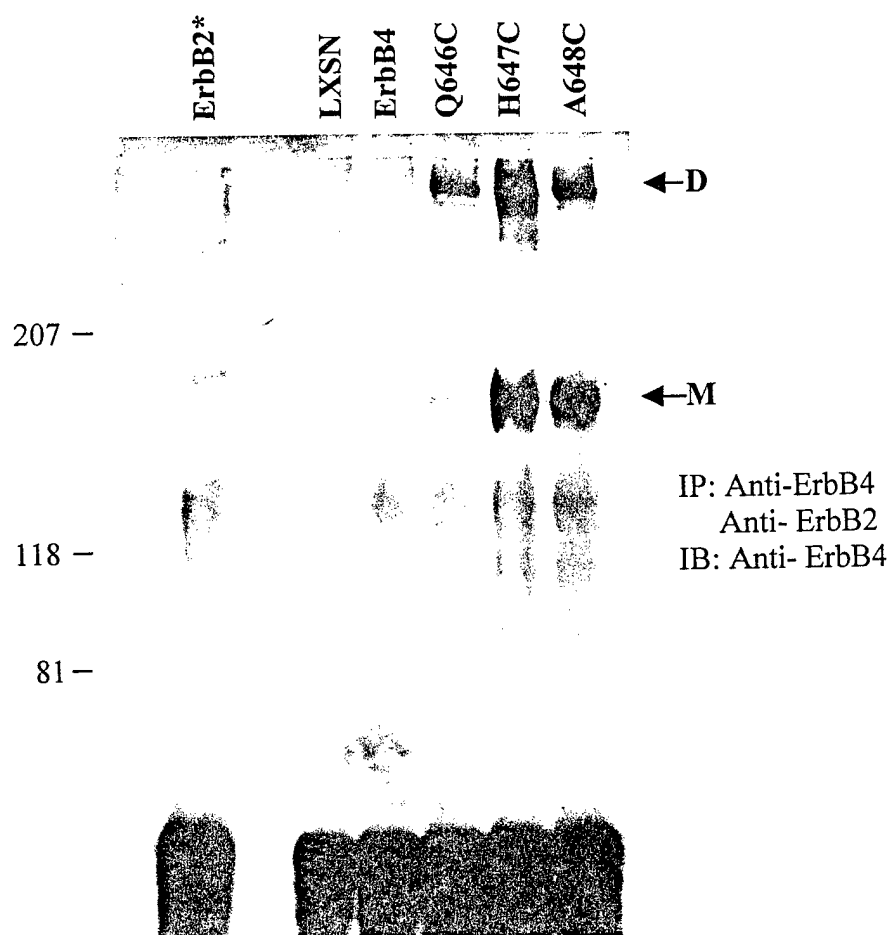 ErbB2*
LXSN
ErbB4
Q646C
H647C
A648C
D
207
M
IP: Anti-ErbB4
Anti- ErbB2
118
IB: Anti- ErbB4
81